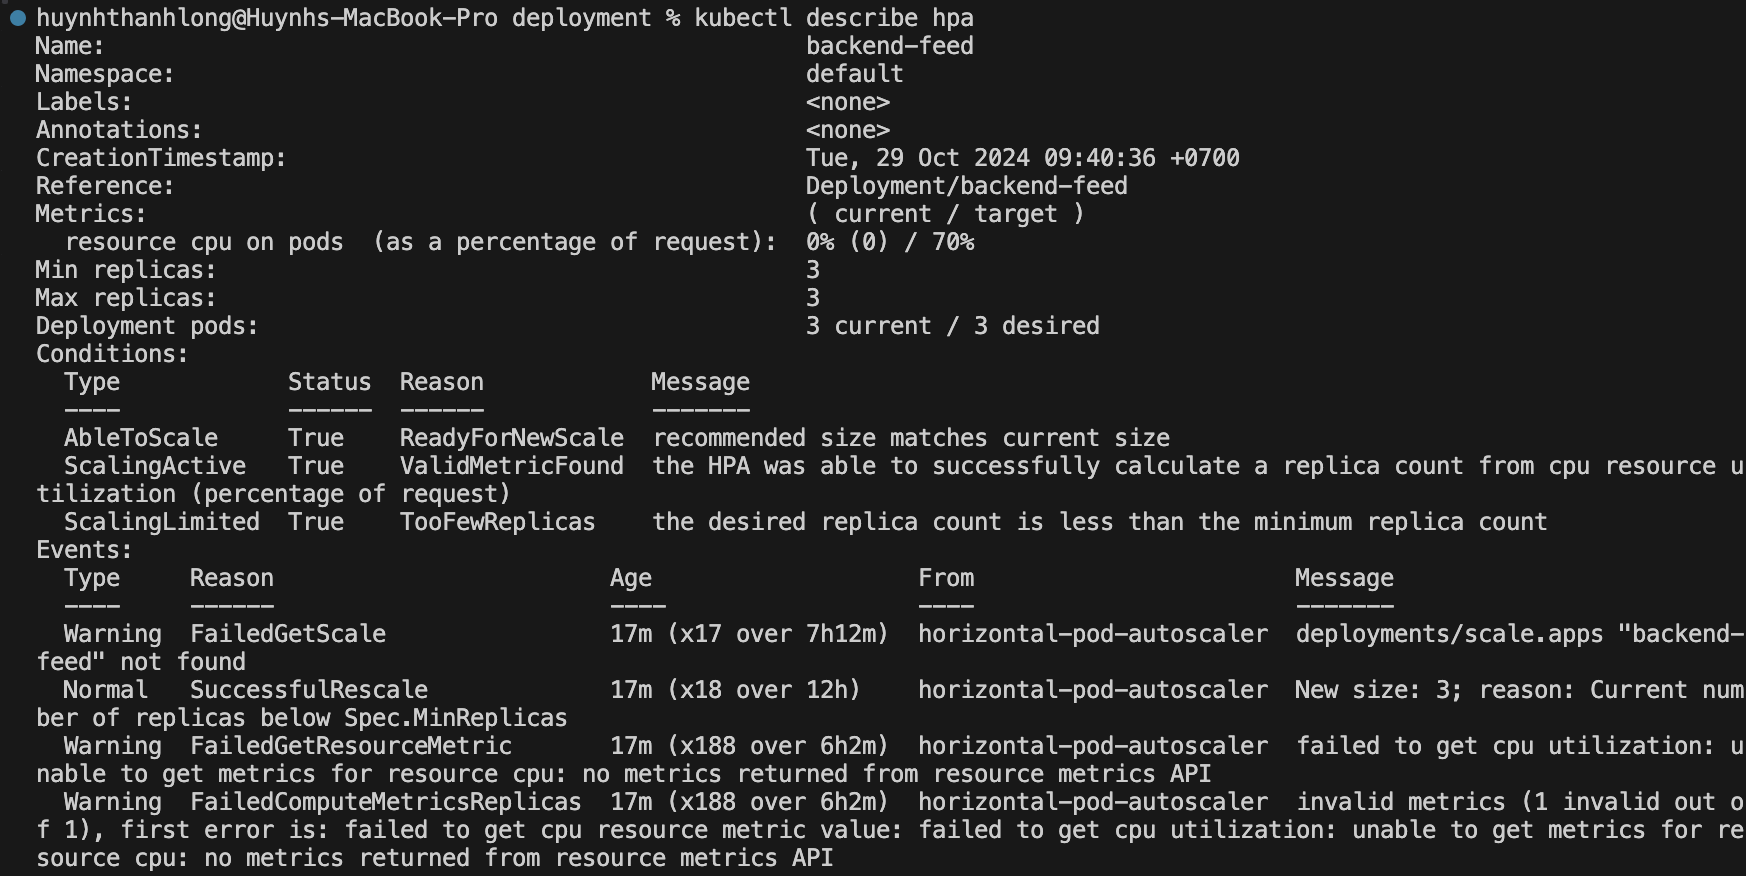 huynhthanhlong@Huynhs-MacBook-Pro deployment % kubectl describe hpa
Name:                                                  backend-feed
Namespace:                                             default
Labels:                                                <none>
Annotations:                                           <none>
CreationTimestamp:                                     Tue, 29 Oct 2024 09:40:36 +0700
Reference:                                             Deployment/backend-feed
Metrics:                                               ( current / target )
  resource cpu on pods  (as a percentage of request):  0% (0) / 70%
Min replicas:                                          3
Max replicas:                                          3
Deployment pods:                                       3 current / 3 desired
Conditions:
  Type            Status  Reason            Message
  ----            ------  ------            -------
  AbleToScale     True    ReadyForNewScale  recommended size matches current size
  ScalingActive   True    ValidMetricFound  the HPA was able to successfully calculate a replica count from cpu resource u
tilization (percentage of request)
  ScalingLimited  True    TooFewReplicas    the desired replica count is less than the minimum replica count
Events:
  Type     Reason                        Age                   From                       Message
  ----     ------                        ----                  ----                       -------
  Warning  FailedGetScale                17m (x17 over 7h12m)  horizontal-pod-autoscaler  deployments/scale.apps "backend-
feed" not found
  Normal   SuccessfulRescale             17m (x18 over 12h)    horizontal-pod-autoscaler  New size: 3; reason: Current num
ber of replicas below Spec.MinReplicas
  Warning  FailedGetResourceMetric       17m (x188 over 6h2m)  horizontal-pod-autoscaler  failed to get cpu utilization: u
nable to get metrics for resource cpu: no metrics returned from resource metrics API
  Warning  FailedComputeMetricsReplicas  17m (x188 over 6h2m)  horizontal-pod-autoscaler  invalid metrics (1 invalid out o
f 1), first error is: failed to get cpu resource metric value: failed to get cpu utilization: unable to get metrics for re
source cpu: no metrics returned from resource metrics API